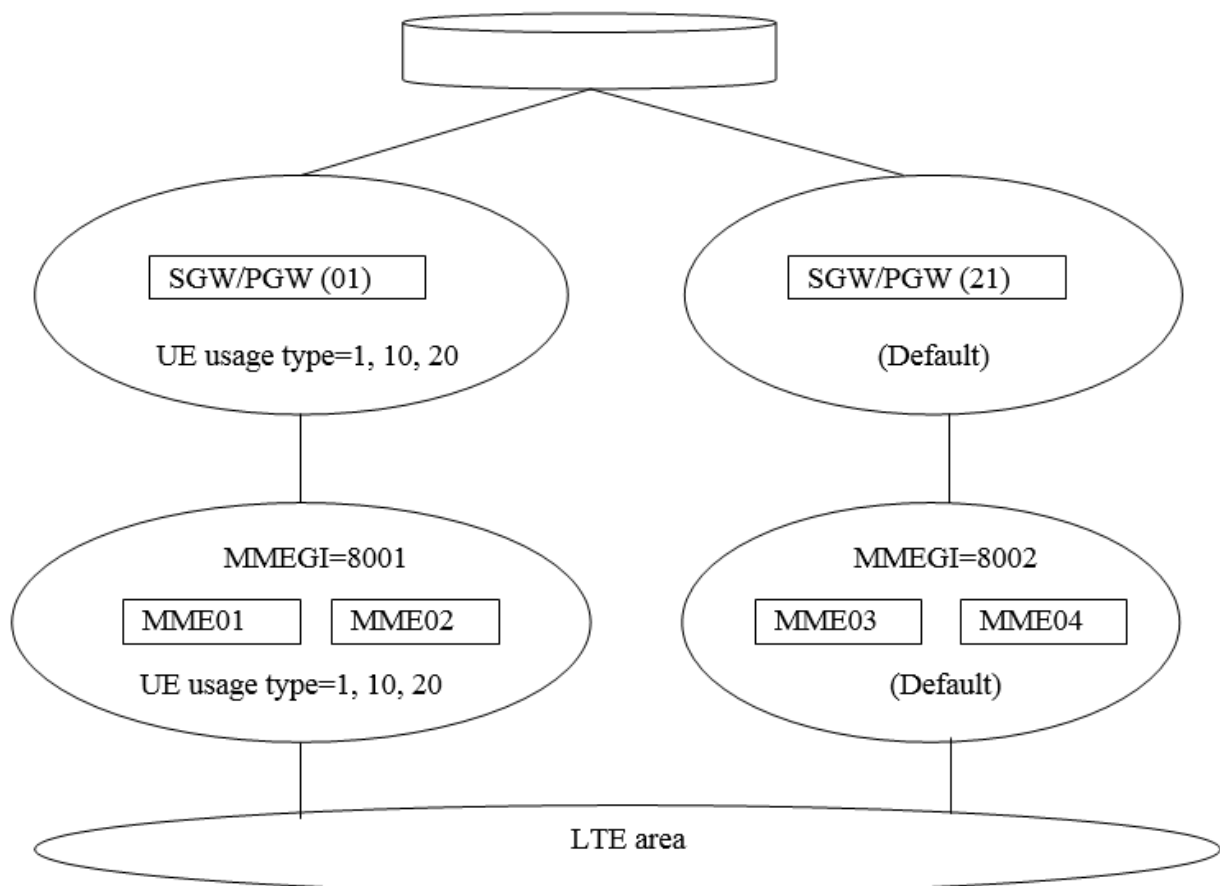 SGW/PGW (01)
SGW/PGW (21)
UE usage type=1, 10, 20
(Default)
MMEGI=8001
MMEGI=8002
MME01
MME02
MME03
MME04
UE usage type=1, 10, 20
(Default)
LTE area